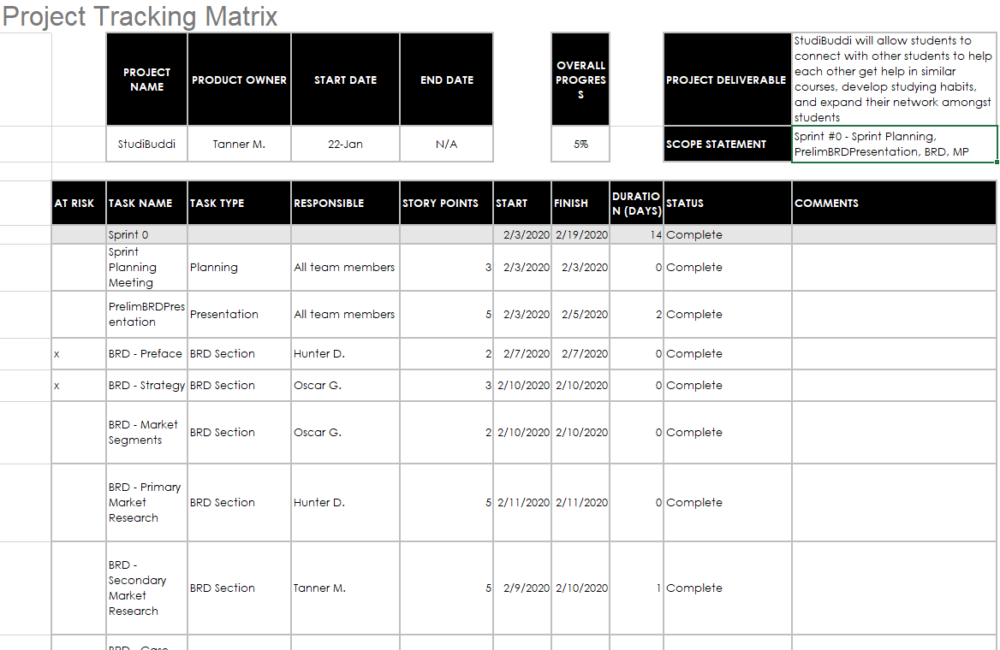 Project Tracking Matrix
PROJECT
NAME
PRODUCT OWNER
START DATE
END DATE
OVERALL
PROGRES
S
PROJECT DELIVERABLE
StudiBuddi will allow students to
connect with other students to help
each other get help in similar
courses, develop studying habits,
and expand their network amongst
students
StudiBuddi
Tanner M.
22-Jan
N/A
5%
SCOPE STATEMENT
Sprint #0 - Sprint Planning,
PrelimBRDPresentation, BRD, MP
AT RISK TASK NAME TASK TYPE RESPONSIBLE STORY POINTS START FINISH DURATIO
N (DAYS) STATUS COMMENTS
Sprint 0 2/3/2020 2/19/2020 14 Complete
Sprint
Planning
Meeting
Planning All team members 3 2/3/2020 2/3/2020 0 Complete
PrelimBRDPres
entation
Presentation All team members 5 2/3/2020 2/5/2020 2 Complete
x BRD - Preface BRD Section Hunter D. 2 2/7/2020 2/7/2020 0 Complete
x BRD - Strategy BRD Section Oscar G. 3 2/10/2020 2/10/2020 0 Complete
BRD - Market
Segments
BRD Section Oscar G. 2 2/10/2020 2/10/2020 0 Complete
BRD - Primary
Market
Research
BRD Section Hunter D. 5 2/11/2020 2/11/2020 0 Complete
BRD -
Secondary
Market
Research
BRD Section Tanner M. 5 2/9/2020 2/10/2020 1 Complete
BRD - Case